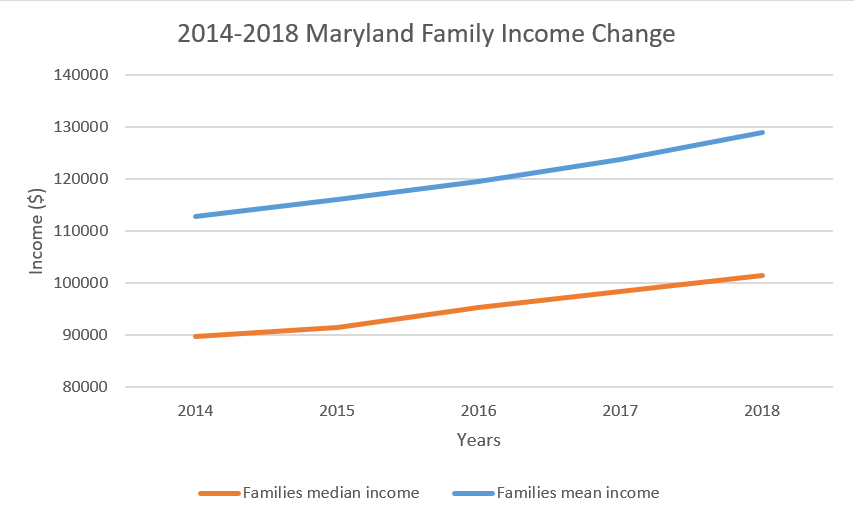 2014-2018 Maryland Family Income Change
140000
130000
120000
110000
100000
90000
80000
Income ($)
2014 2015 2016 2017 2018
Years
Families median income Families mean income